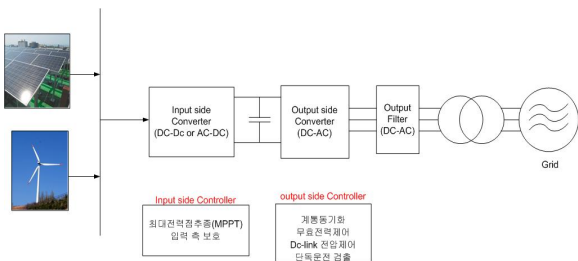 Input side
Converter
(DC-Dc or AC-DC)
Output side
Converter
(DC-AC)
Output
Filter
(DC-AC)
Grid
Input side Controller
최대전력점추종(MPPT)
입력 측 보호
output side Controller
계통동기화
무효전력제어
Dc-link 전압제어
단독운전 검출